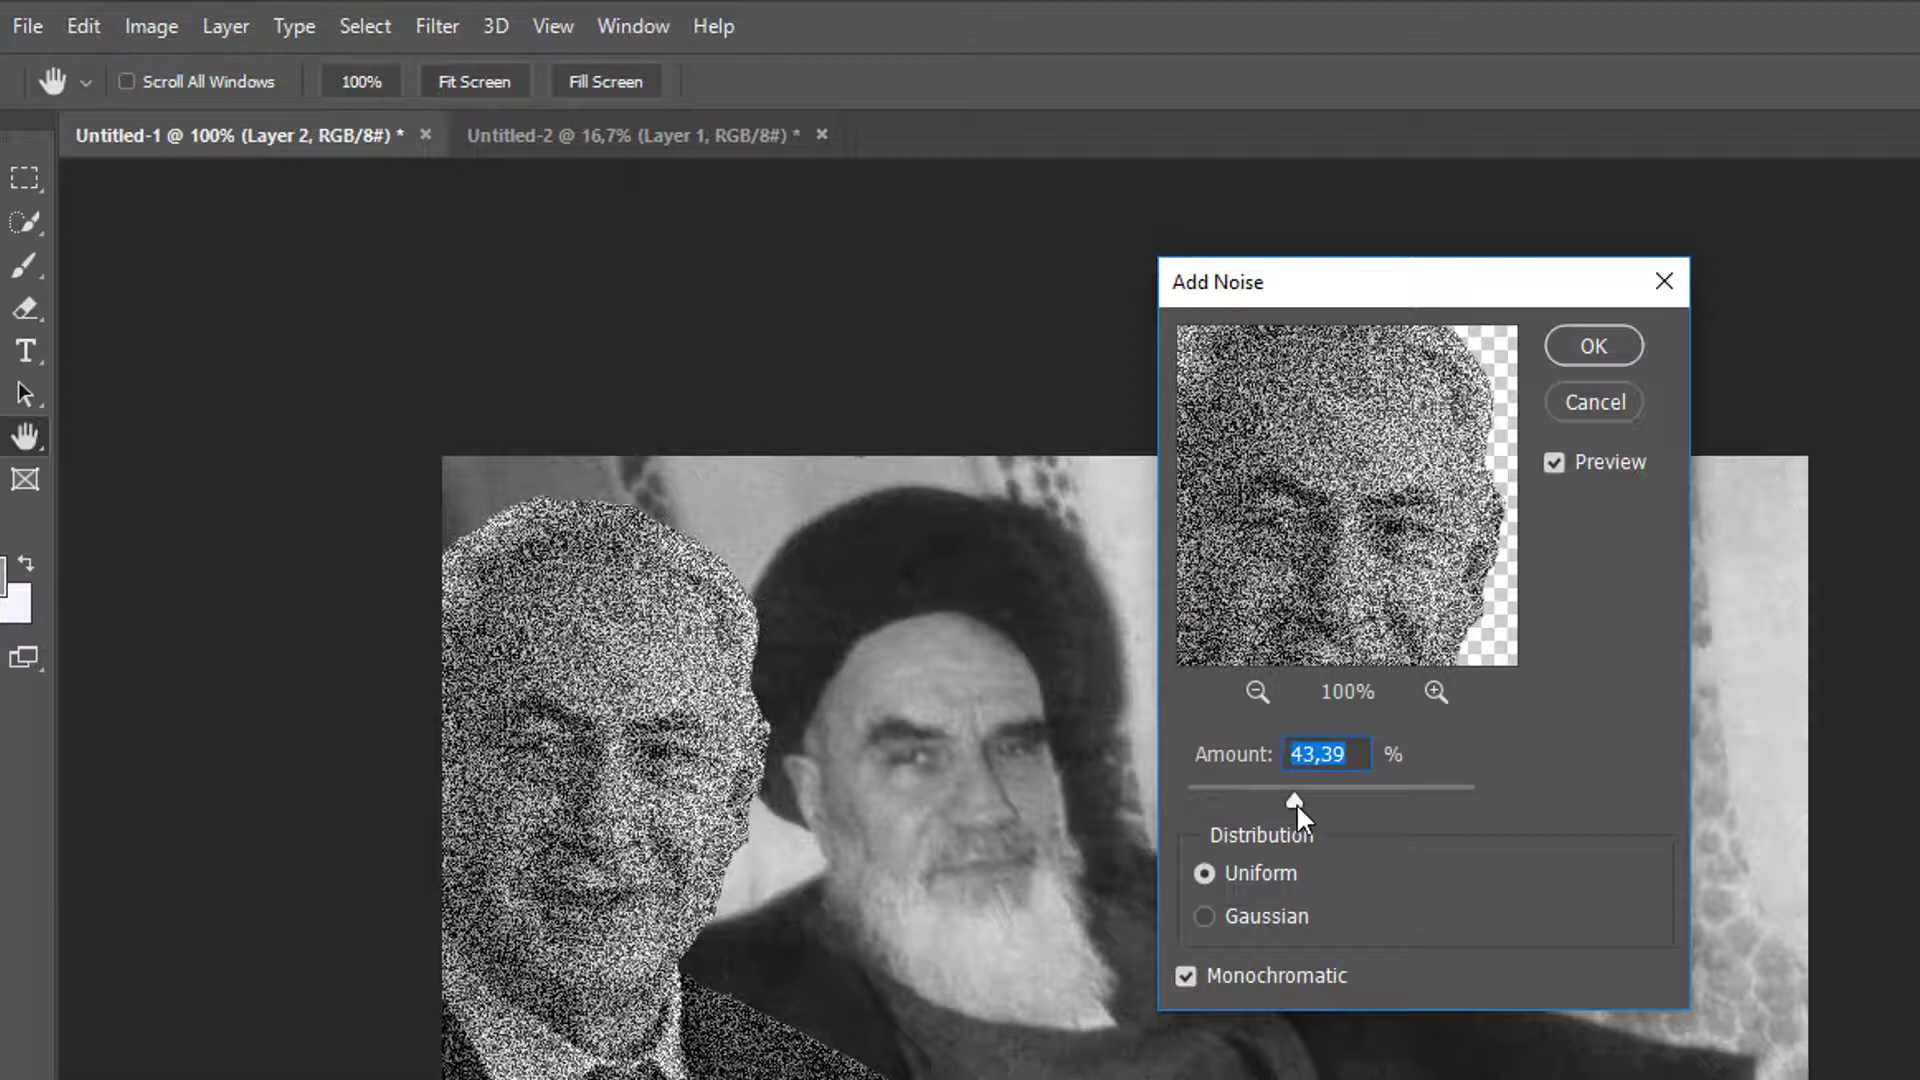 File Edit Image Layer Type Select Filter 3D View Window Help
Scroll All Windows 100% Fit Screen Fill Screen
Untitled-1 @ 100% (Layer 2, RGB/8#) * × Untitled-2 @ 16,7% (Layer 1, RGB/8#) * ×
Add Noise
OK
Cancel
Preview
100%
Amount: 43,39 %
Distribution
Uniform
Gaussian
Monochromatic